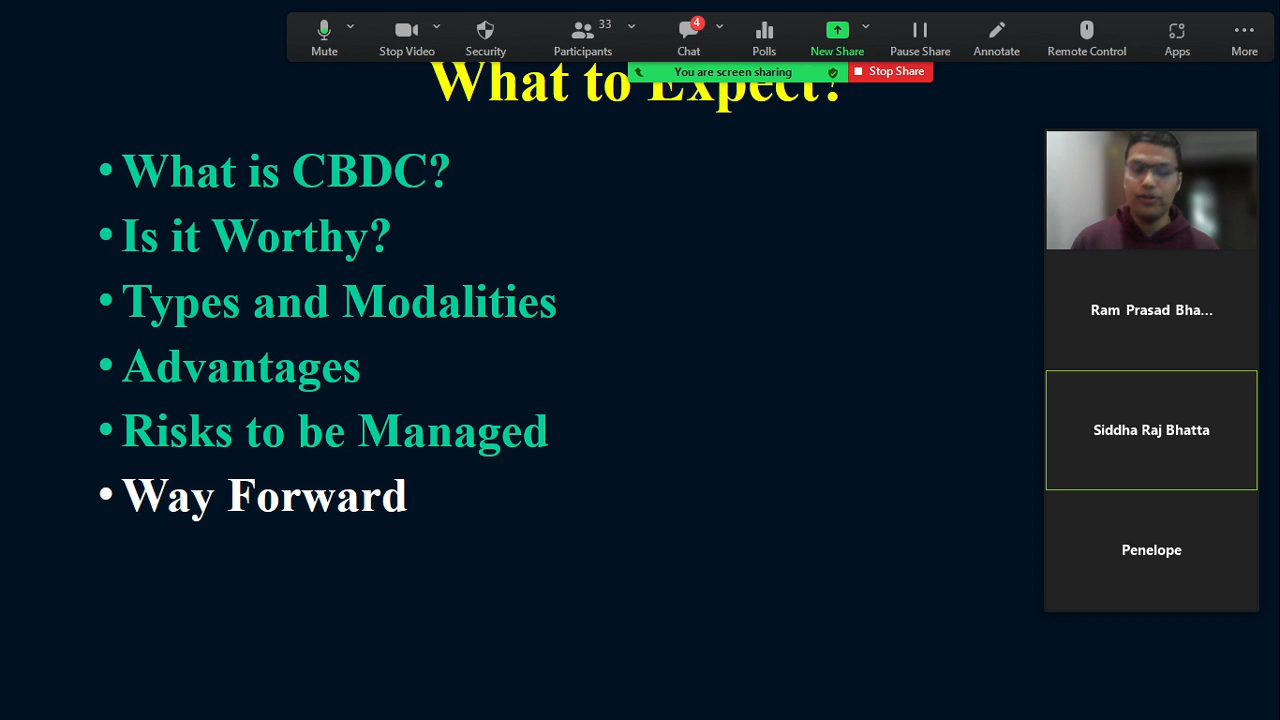 33
4
Mute
Stop Video
Security
Participants
Chat
Polls
New Share
Pause Share
Annotate
Remote Control
Apps
More
You are screen sharing
Stop Share
What to Expect?
• What is CBDC?
• Is it Worthy?
• Types and Modalities
• Advantages
• Risks to be Managed
• Way Forward
Ram Prasad Bha...
Siddha Raj Bhatta
Penelope